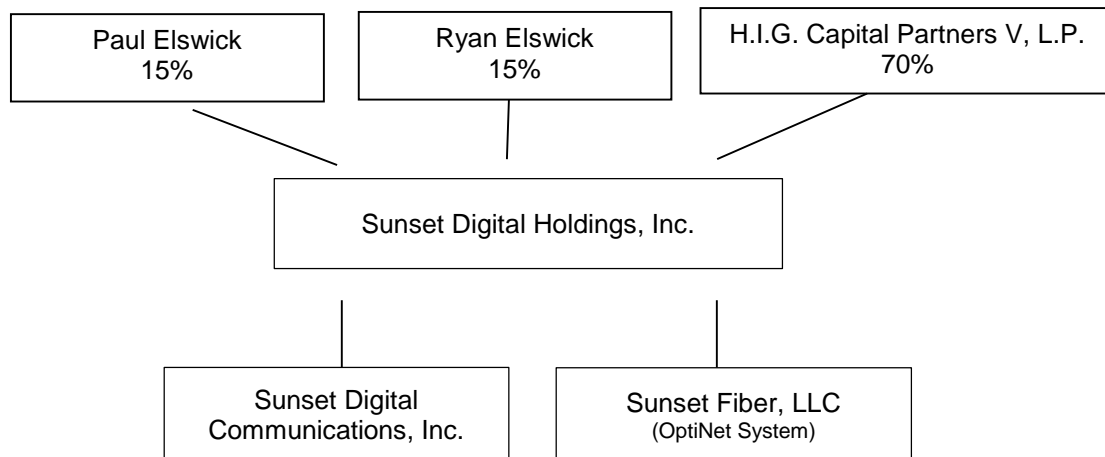 Paul Elswick
15%
Ryan Elswick
15%
H.I.G. Capital Partners V, L.P.
70%
Sunset Digital Holdings, Inc.
Sunset Digital
Communications, Inc.
Sunset Fiber, LLC
(OptiNet System)